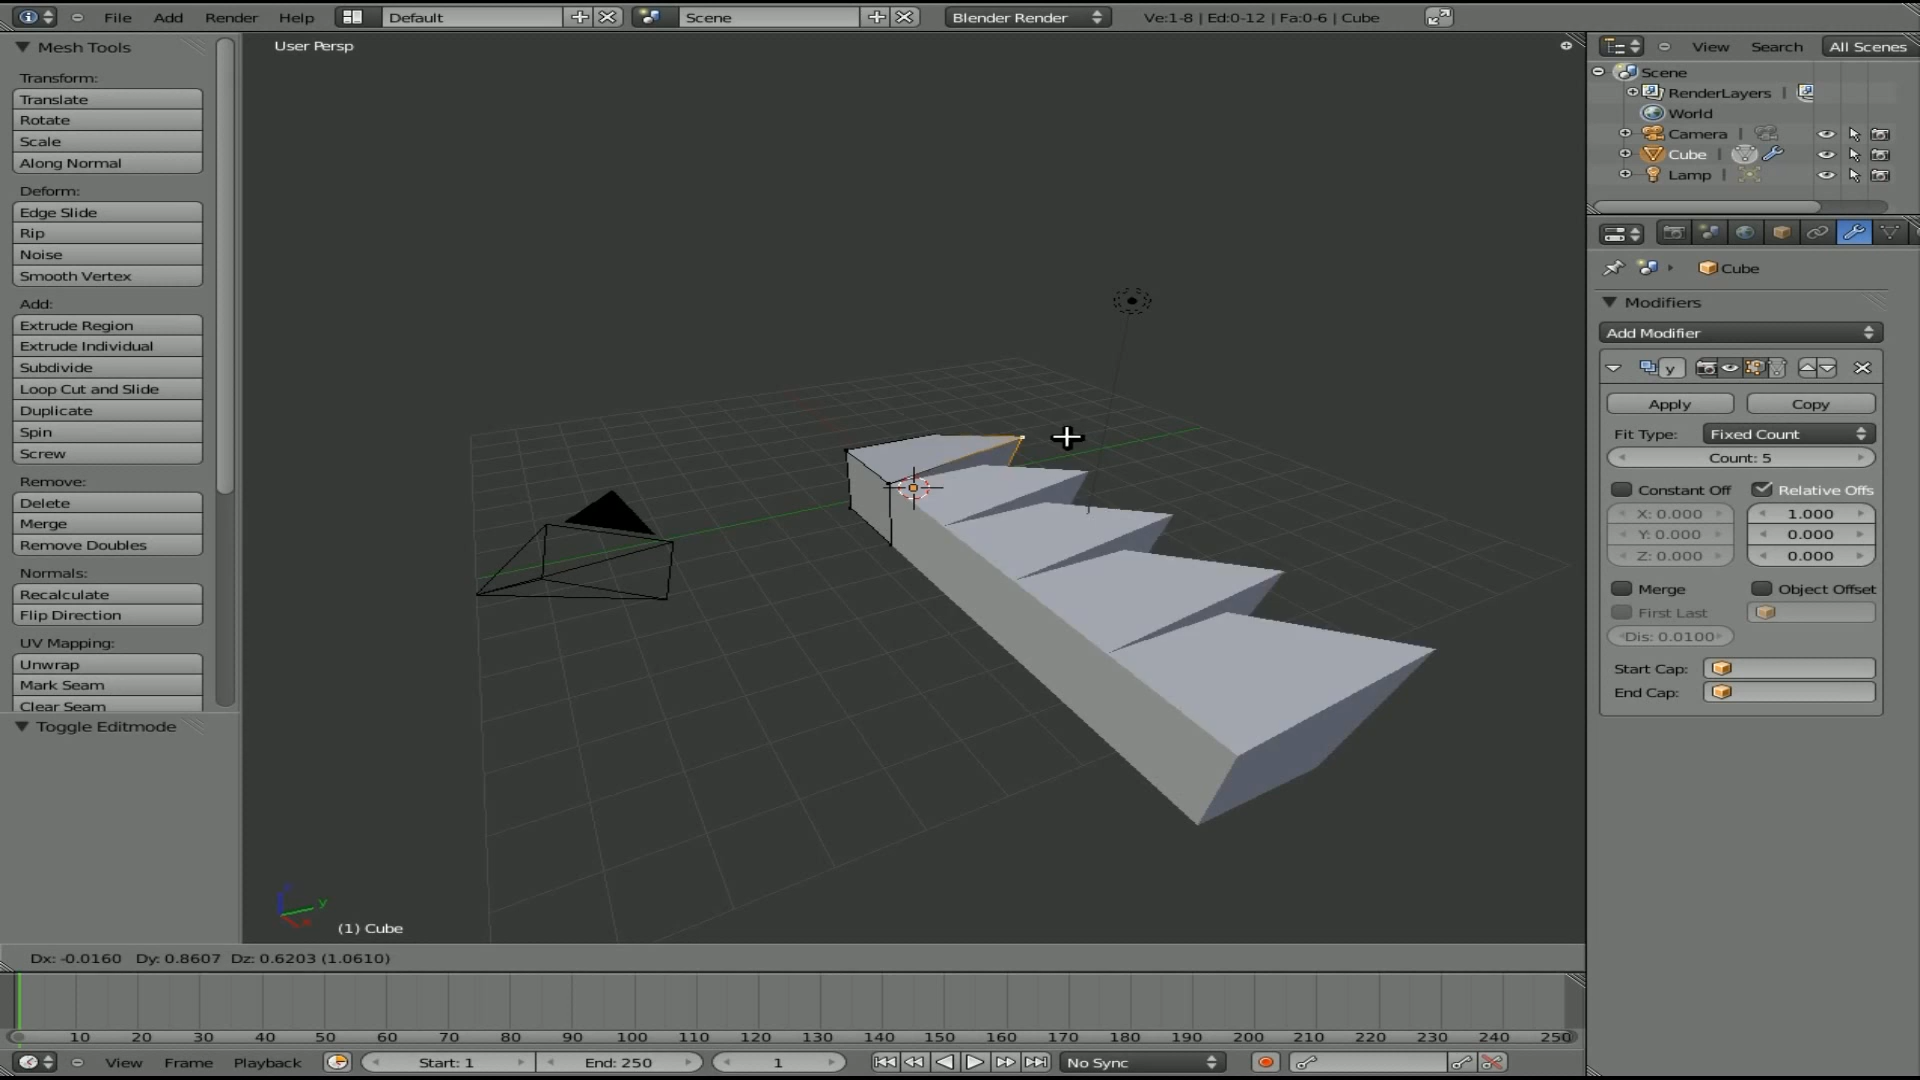 File Add Render Help Default Scene Blender Render Ve:1-8 | Ed:0-12 | Fa:0-6 | Cube
Mesh Tools
Transform:
Translate
Rotate
Scale
Along Normal
Deform:
Edge Slide
Rip
Noise
Smooth Vertex
Add:
Extrude Region
Extrude Individual
Subdivide
Loop Cut and Slide
Duplicate
Spin
Screw
Remove:
Delete
Merge
Remove Doubles
Normals:
Recalculate
Flip Direction
UV Mapping:
Unwrap
Mark Seam
Clear Seam
Toggle Editmode
User Persp
y
(1) Cube
Dx: -0.0160 Dy: 0.8607 Dz: 0.6203 (1.0610)
View Search All Scenes
Scene
RenderLayers |
World
Camera |
Cube |
Lamp |
Cube
Modifiers
Add Modifier
y
Apply Copy
Fit Type: Fixed Count
Count: 5
Constant Off Relative Offs
X: 0.000 1.000
Y: 0.000 0.000
Z: 0.000 0.000
Merge Object Offset
First Last
Dis: 0.0100
Start Cap:
End Cap:
10 20 30 40 50 60 70 80 90 100 110 120 130 140 150 160 170 180 190 200 210 220 230 240 250
View Frame Playback Start: 1 End: 250 1 No Sync